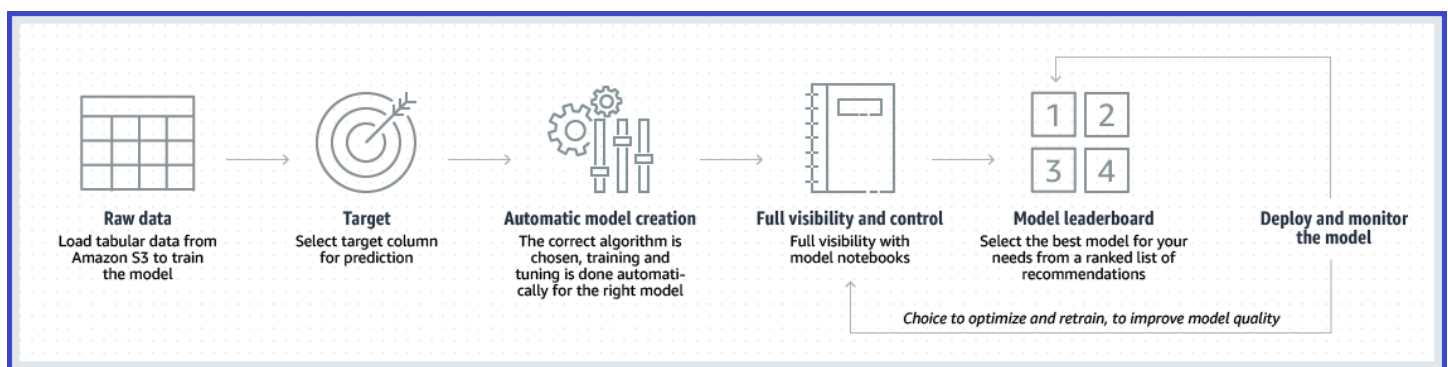 1
2
3
4
Raw data
Load tabular data from
Amazon S3 to train
the model
Target
Select target column
for prediction
Automatic model creation
The correct algorithm is
chosen, training and
tuning is done automati-
cally for the right model
Full visibility and control
Full visibility with
model notebooks
Model leaderboard
Select the best model for your
needs from a ranked list of
recommendations
Deploy and monitor
the model
Choice to optimize and retrain, to improve model quality